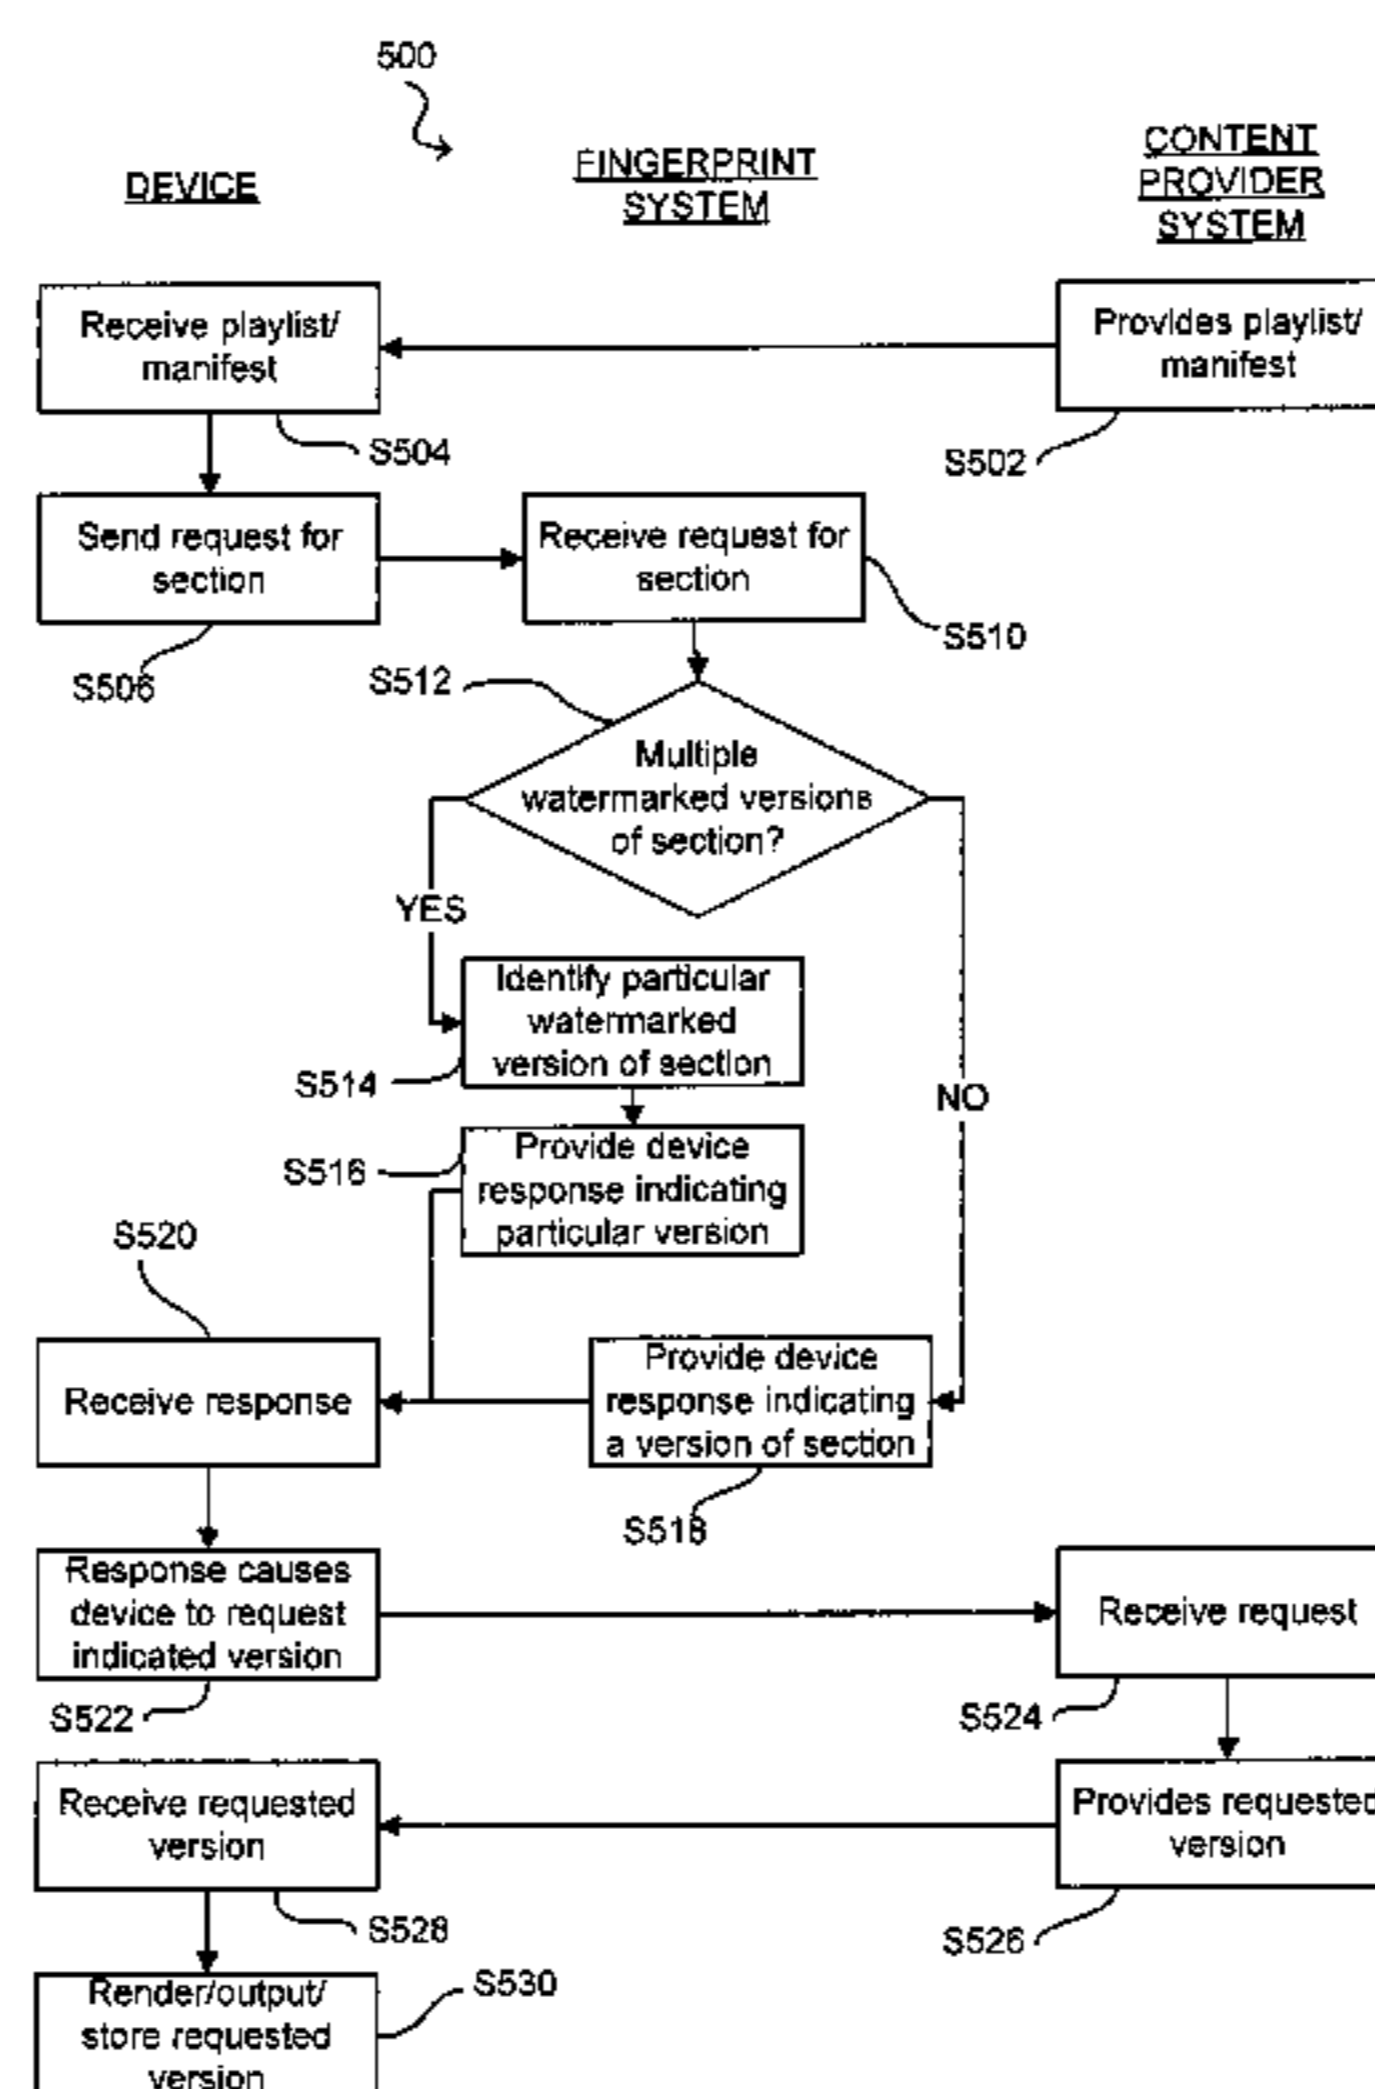 500
DEVICE
FINGERPRINT
SYSTEM
CONTENT
PROVIDER
SYSTEM
Receive playlist/
manifest
Provides playlist/
manifest
S504
S502
Send request for
section
Receive request for
section
S506
S510
S512
Multiple
watermarked versions
of section?
YES
NO
Identify particular
watermarked
version of section
S514
Provide device
response indicating
particular version
S516
S520
Receive response
Provide device
response indicating
a version of section
S518
Response causes
device to request
indicated version
Receive request
S522
S524
Receive requested
version
Provides requested
version
S528
S526
Render/output/
store requested
version
S530